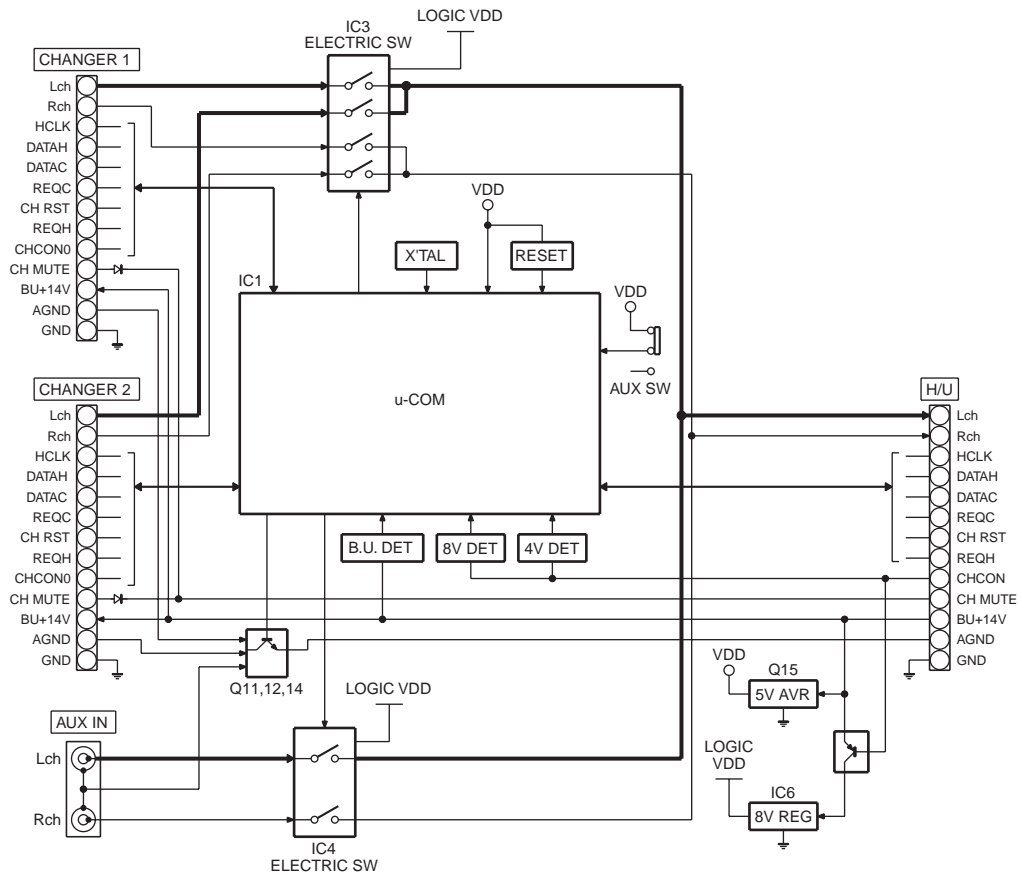 IC3
ELECTRIC SW
LOGIC VDD
CHANGER 1
Lch
Rch
HCLK
DATAH
DATAC
REQC
CH RST
REQH
CHCON0
CH MUTE
BU+14V
AGND
GND
VDD
X'TAL
RESET
IC1
VDD
AUX SW
u-COM
CHANGER 2
Lch
Rch
HCLK
DATAH
DATAC
REQC
CH RST
REQH
CHCON0
CH MUTE
BU+14V
AGND
GND
H/U
Lch
Rch
HCLK
DATAH
DATAC
REQC
CH RST
REQH
CHCON
CH MUTE
BU+14V
AGND
GND
B.U. DET
8V DET
4V DET
Q11,12,14
VDD
Q15
5V AVR
LOGIC VDD
AUX IN
Lch
Rch
IC4
ELECTRIC SW
LOGIC
VDD
IC6
8V REG